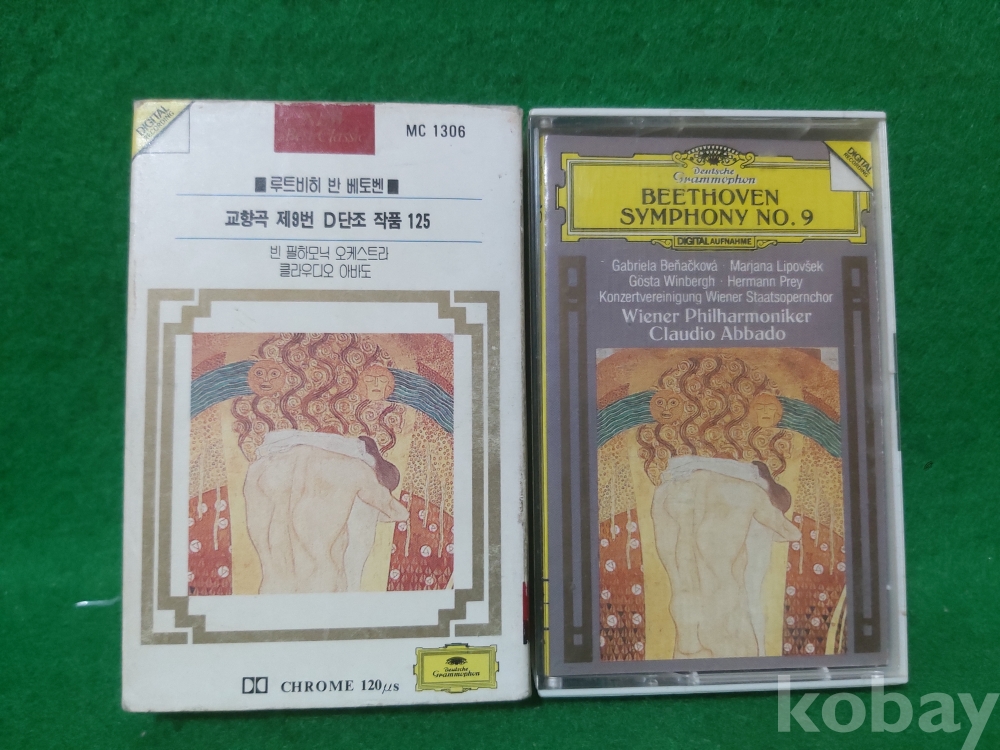 DIGITAL
RECORDING
Classic
MC 1306
■루트비히 반 베토벤■
교향곡 제9번 D단조 작품 125
빈 필하모닉 오케스트라
클라우디오 아바도
CHROME 120μs
Deutsche
Grammophon
DIGITAL
RECORDING
Deutsche
Grammophon
BEETHOVEN
SYMPHONY NO. 9
DIGITAL AUFNAHME
Gabriela Beňačková · Marjana Lipovšek
Gösta Winbergh · Hermann Prey
Konzertvereinigung Wiener Staatsopernchor
Wiener Philharmoniker
Claudio Abbado
kobay